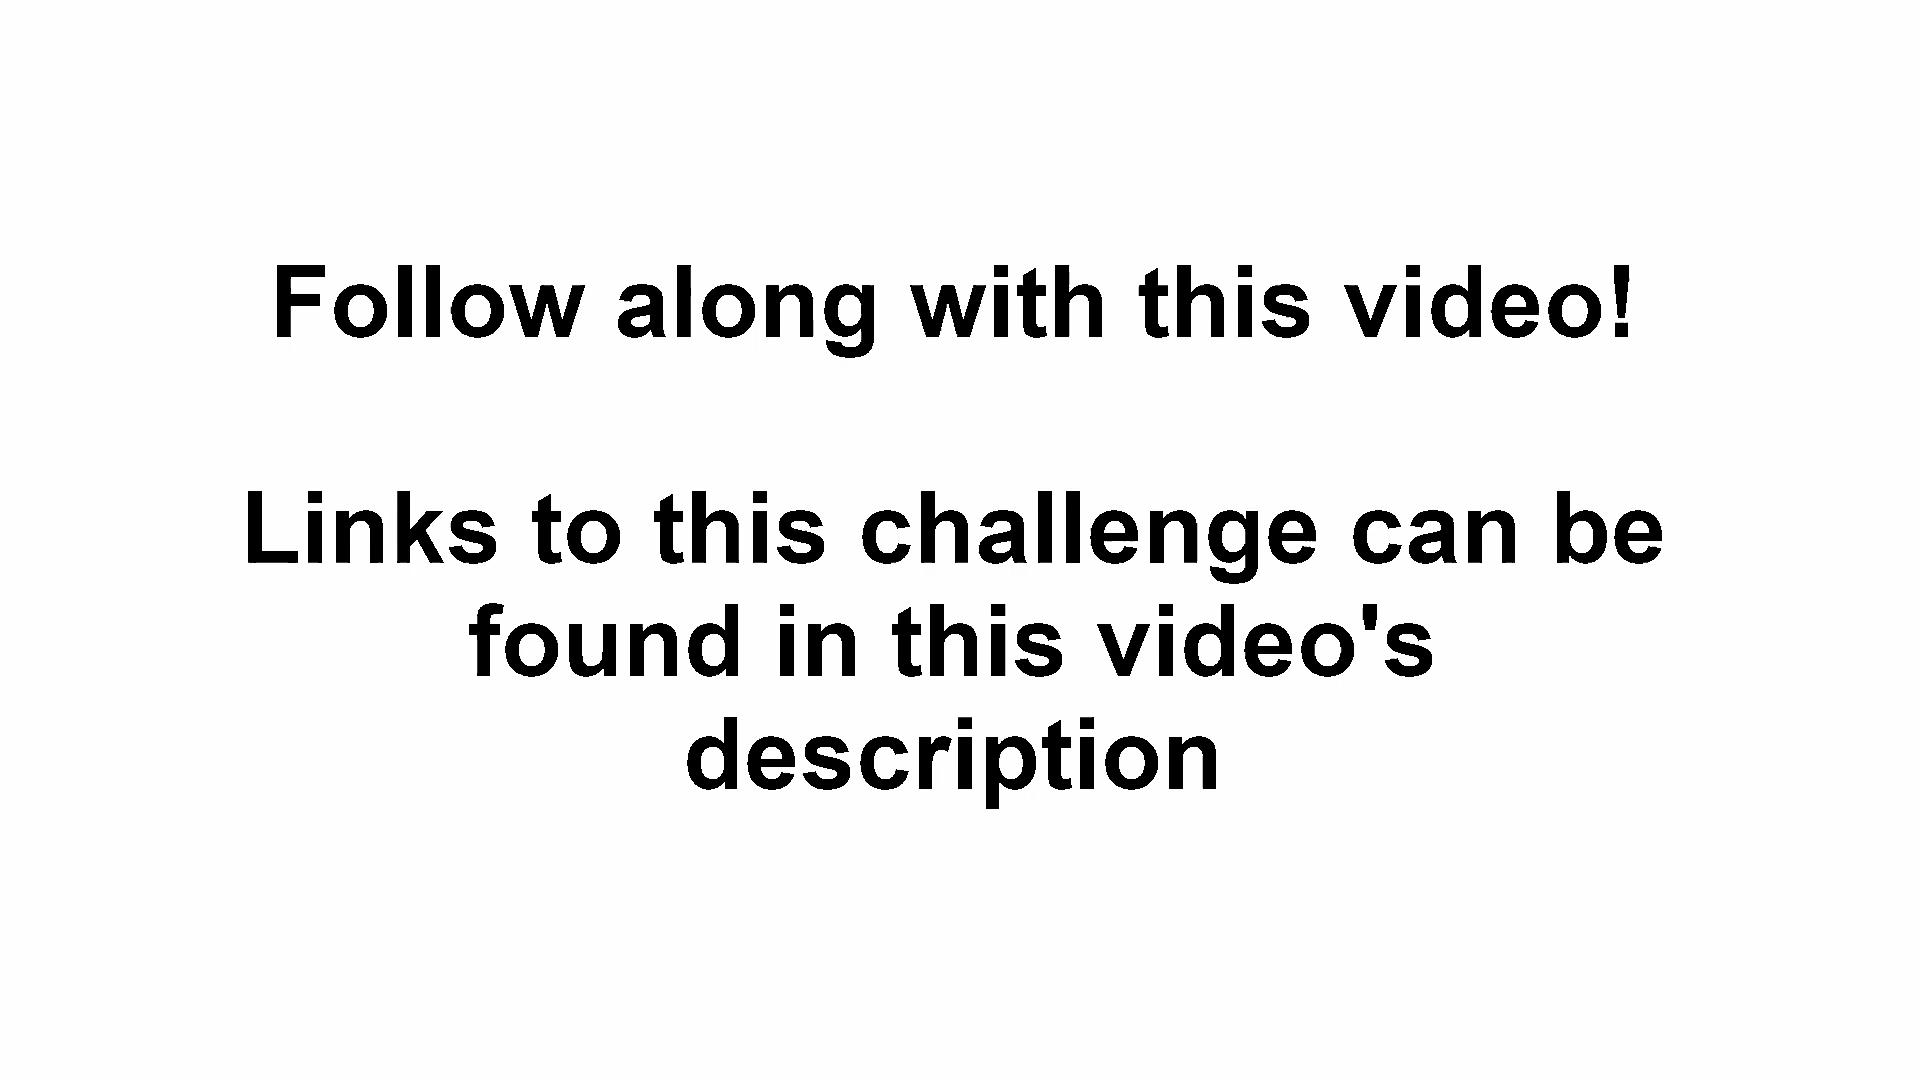 Follow along with this video!
Links to this challenge can be
found in this video's
description